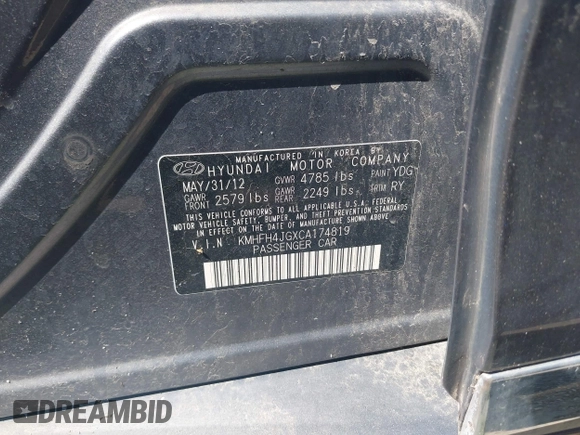 MANUFACTURED IN KOREA BY
HYUNDAI MOTOR COMPANY
MAY/31/12 GVWR 4785 lbs PAINT YDG
GAWR FRONT 2579 lbs GAWR REAR 2249 lbs TRIM RY
THIS VEHICLE CONFORMS TO ALL APPLICABLE U.S.A. FEDERAL
MOTOR VEHICLE SAFETY, BUMPER, AND THEFT PREVENTION STANDARDS
IN EFFECT ON THE DATE OF MANUFACTURE SHOWN ABOVE.
V.I.N KMHFH4JGXCA174819
PASSENGER CAR
DREAMBID